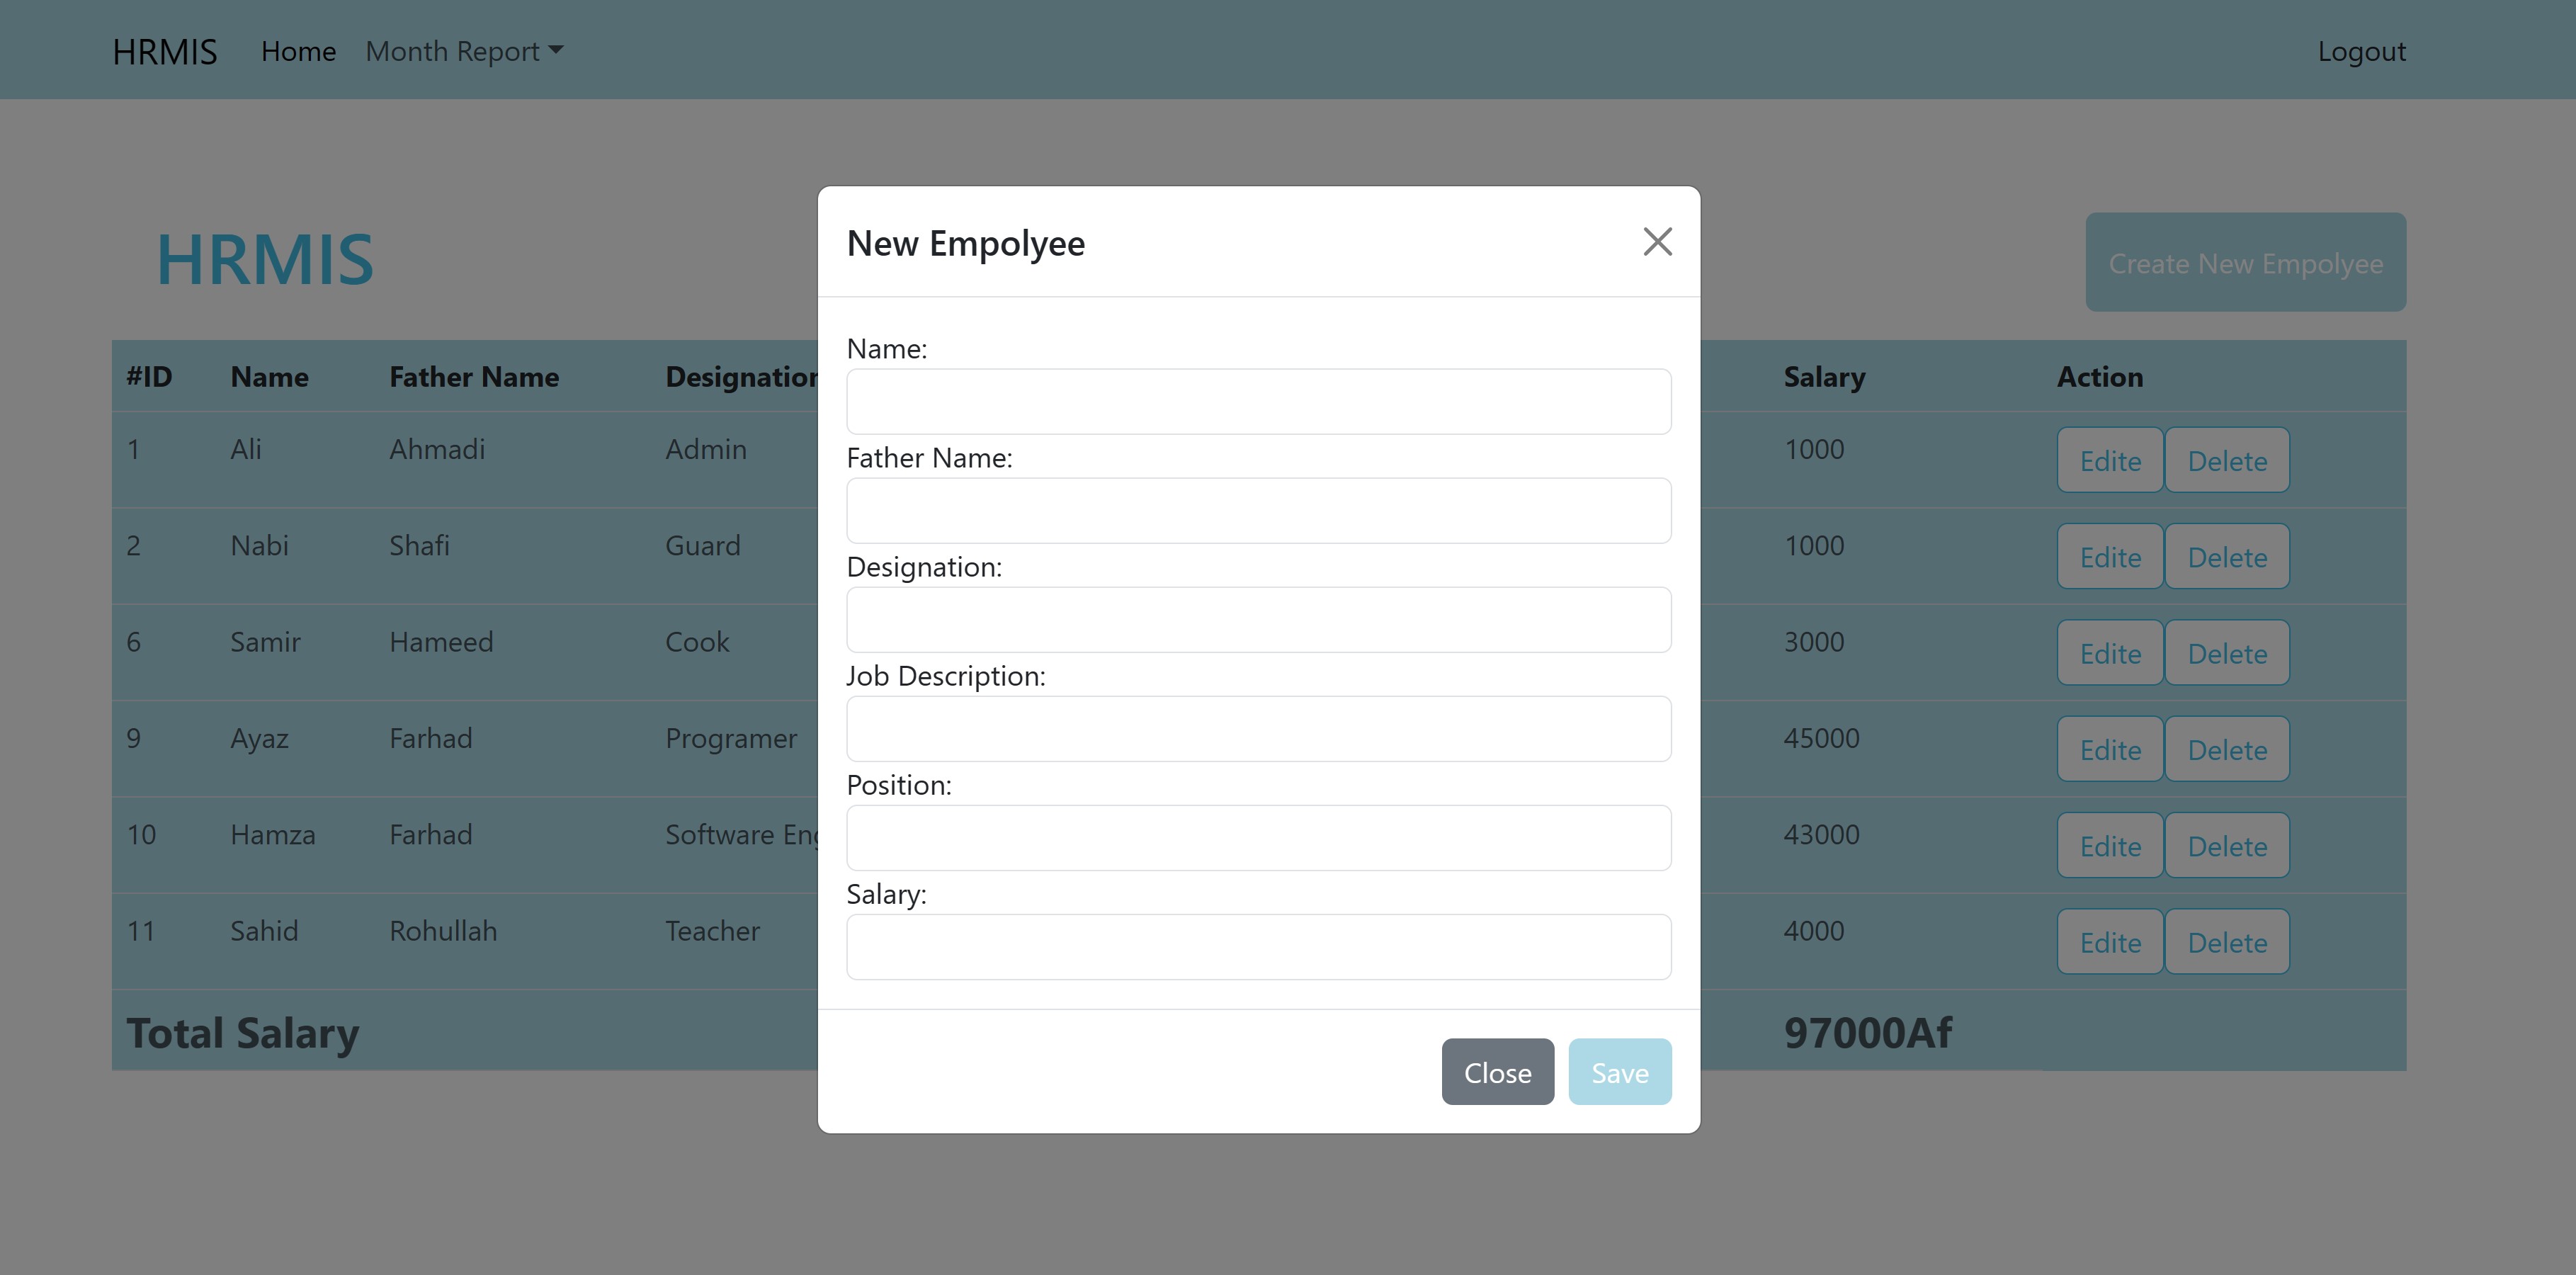 HRMIS Home Month Report Logout
HRMIS
Create New Empolyee
#ID Name Father Name Designation Salary Action
1 Ali Ahmadi Admin 1000 Edite Delete
2 Nabi Shafi Guard 1000 Edite Delete
6 Samir Hameed Cook 3000 Edite Delete
9 Ayaz Farhad Programer 45000 Edite Delete
10 Hamza Farhad Software 43000 Edite Delete
11 Sahid Rohullah Teacher 4000 Edite Delete
Total Salary 97000Af
New Empolyee
Name:
Father Name:
Designation:
Job Description:
Position:
Salary:
Close Save